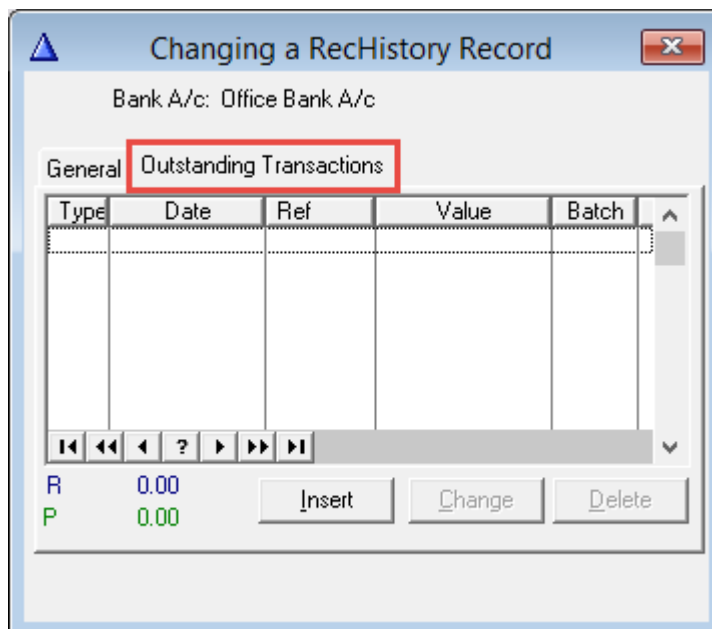 Changing a RecHistory Record
Bank A/c: Office Bank A/c
General Outstanding Transactions
Type Date Ref Value Batch
?
R 0.00 Insert Change Delete
P 0.00